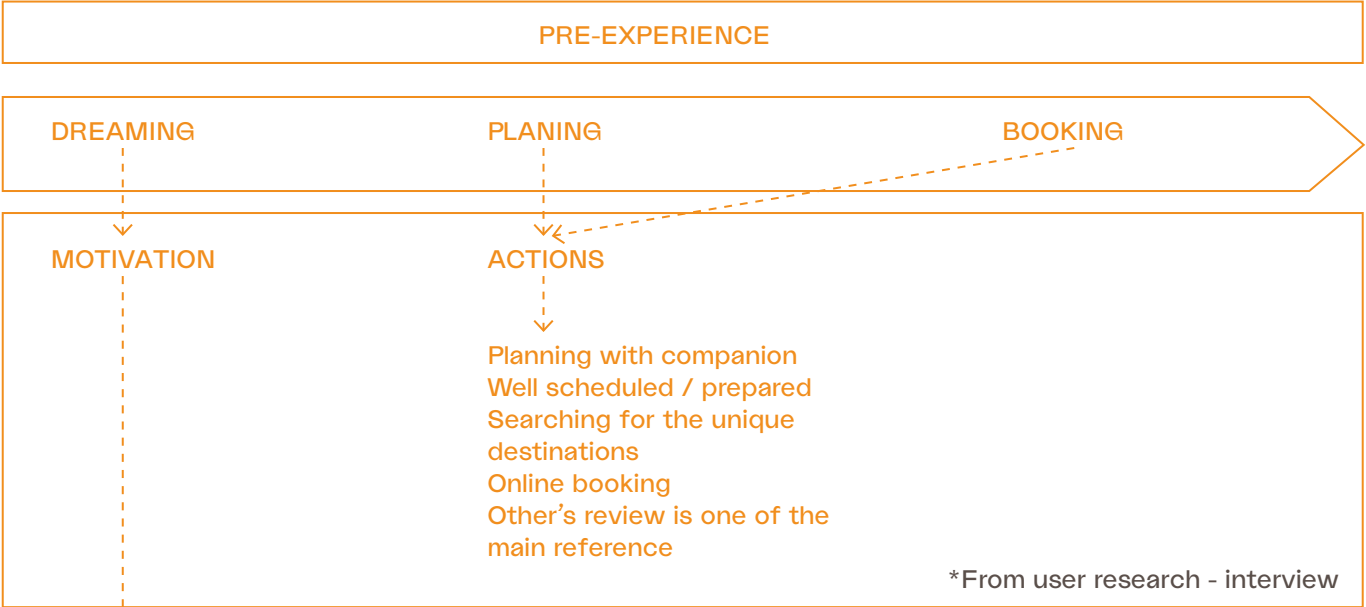 PRE-EXPERIENCE
DREAMING
PLANING
BOOKING
MOTIVATION
ACTIONS
Planning with companion
Well scheduled / prepared
Searching for the unique
destinations
Online booking
Other’s review is one of the
main reference
*From user research - interview